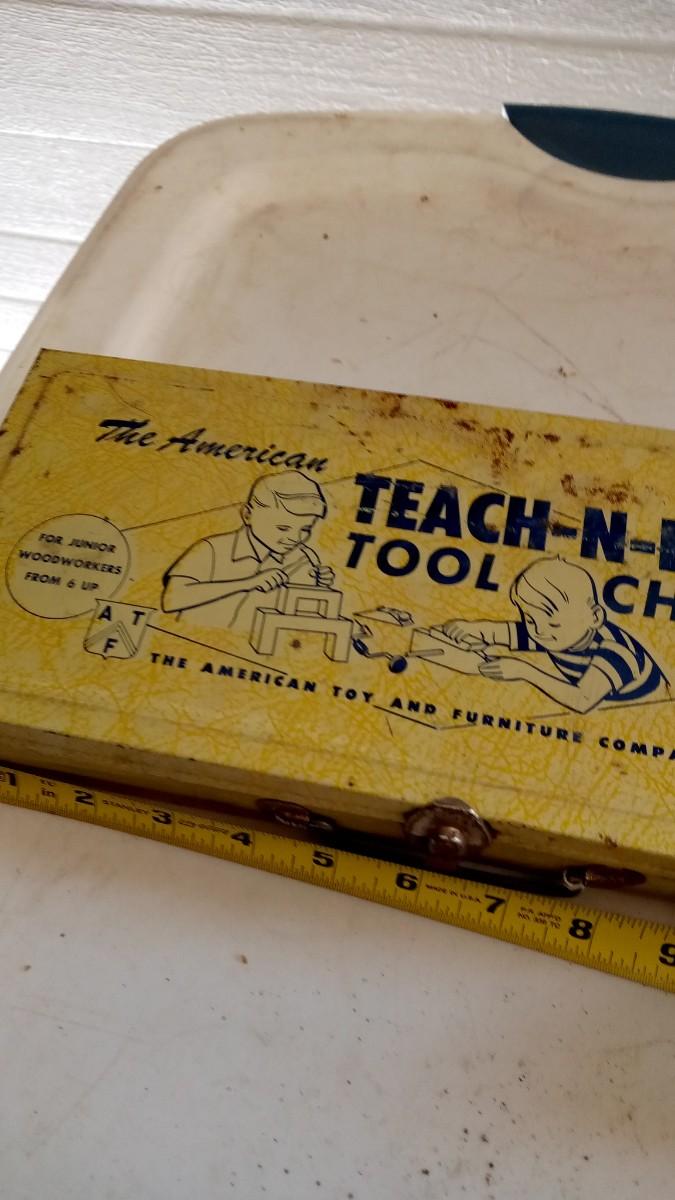 The American
TEACH-N-
TOOL CH
FOR JUNIOR
WOODWORKERS
FROM 6 UP
A T
F
THE AMERICAN TOY AND FURNITURE COMPA
1 in 2 STANLEY 3 4 5 6 MADE IN U.S.A. 7 8 9